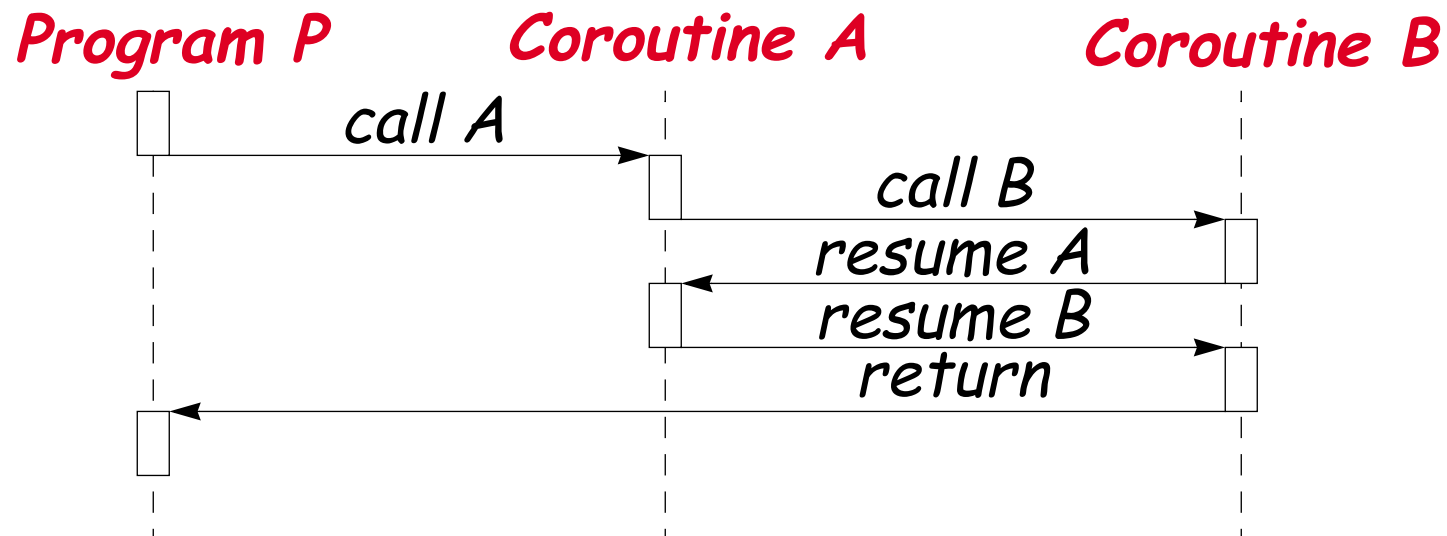 Program P
Coroutine A
Coroutine B
call A
call B
resume A
resume B
return